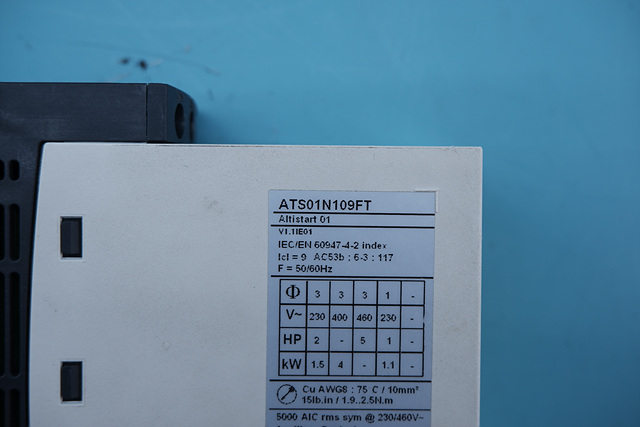 ATS01N109FT
Altistart 01
V1.1IE01
IEC/EN 60947-4-2 index
Icl = 9 AC53b : 6-3 : 117
F = 50/60Hz
Φ 3 3 3 1 -
V~ 230 400 460 230 -
HP 2 - 5 1 -
kW 1.5 4 - 1.1 -
Cu AWG8 : 75 C / 10mm²
15lb.in / 1.9..2.5N.m
5000 AIC rms sym @ 230/460V~